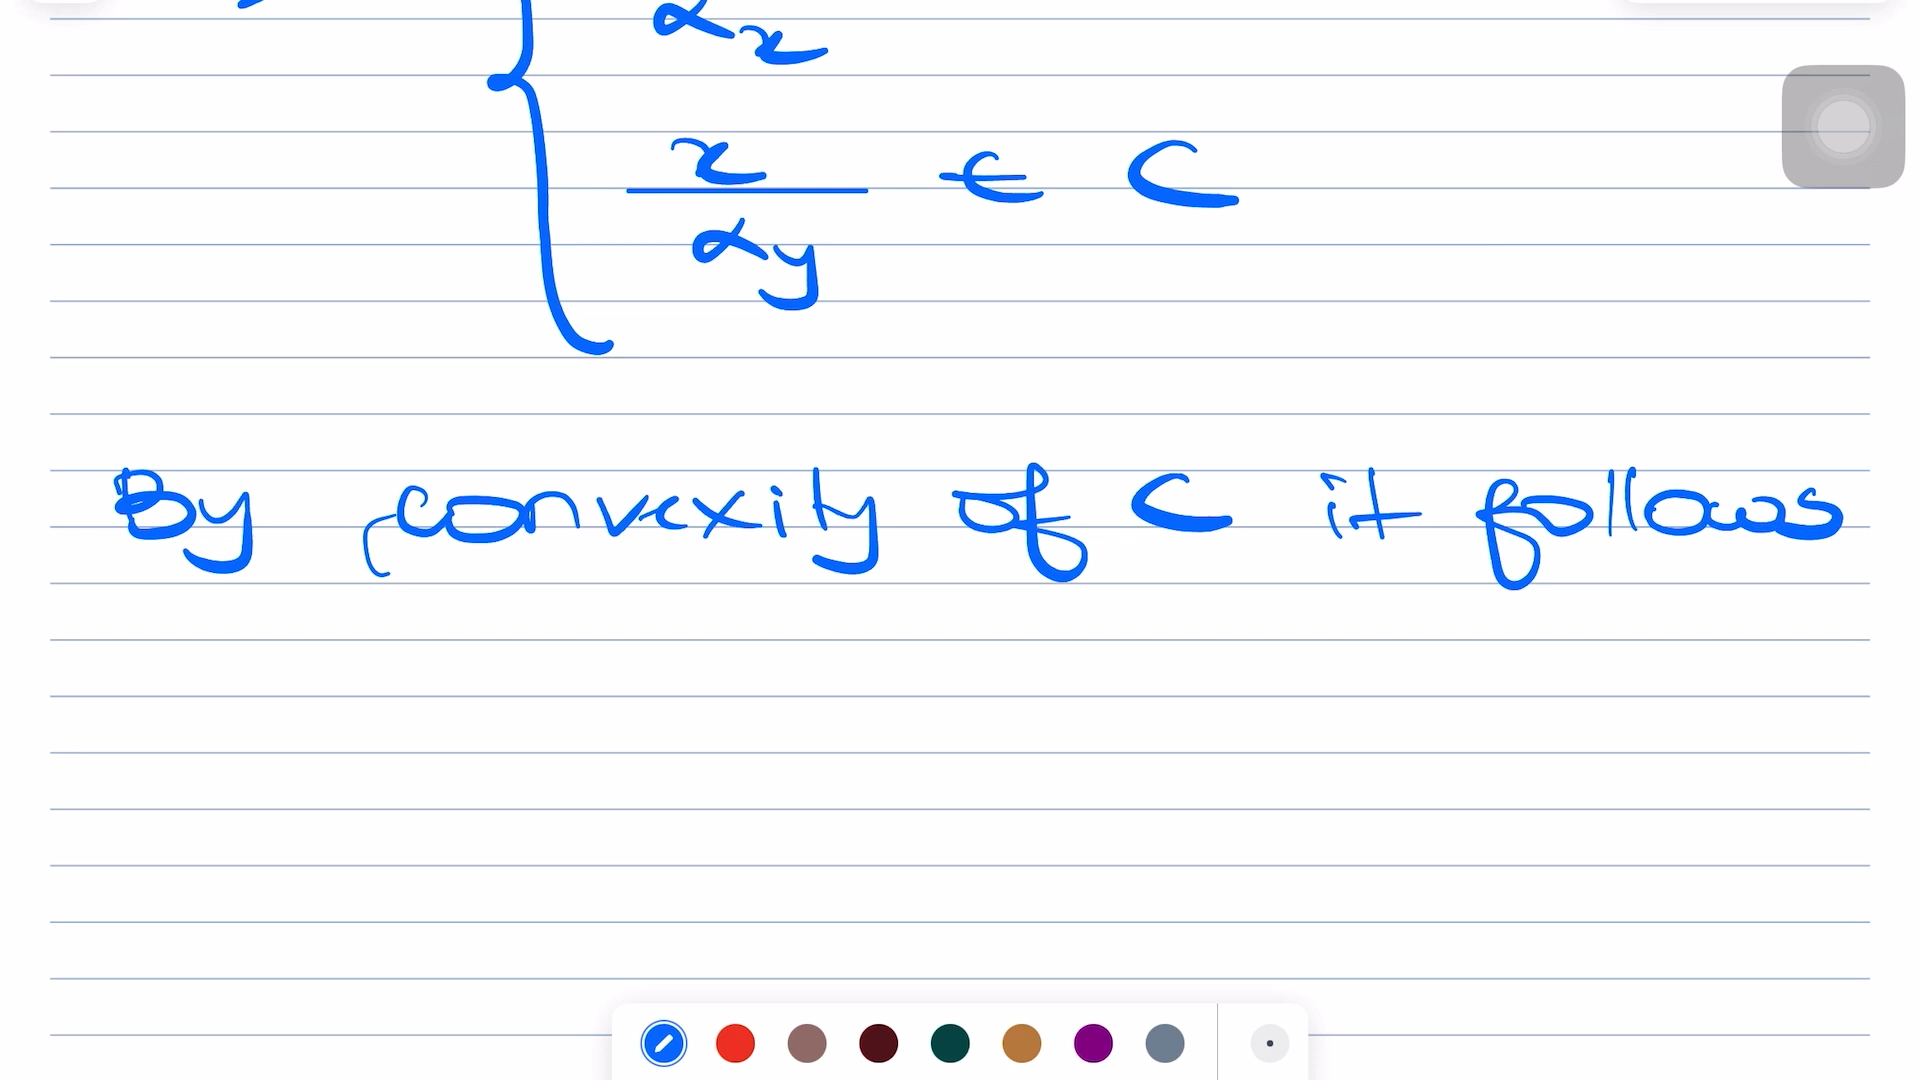 α_x
x/α_y ∈ C
By convexity of C it follows